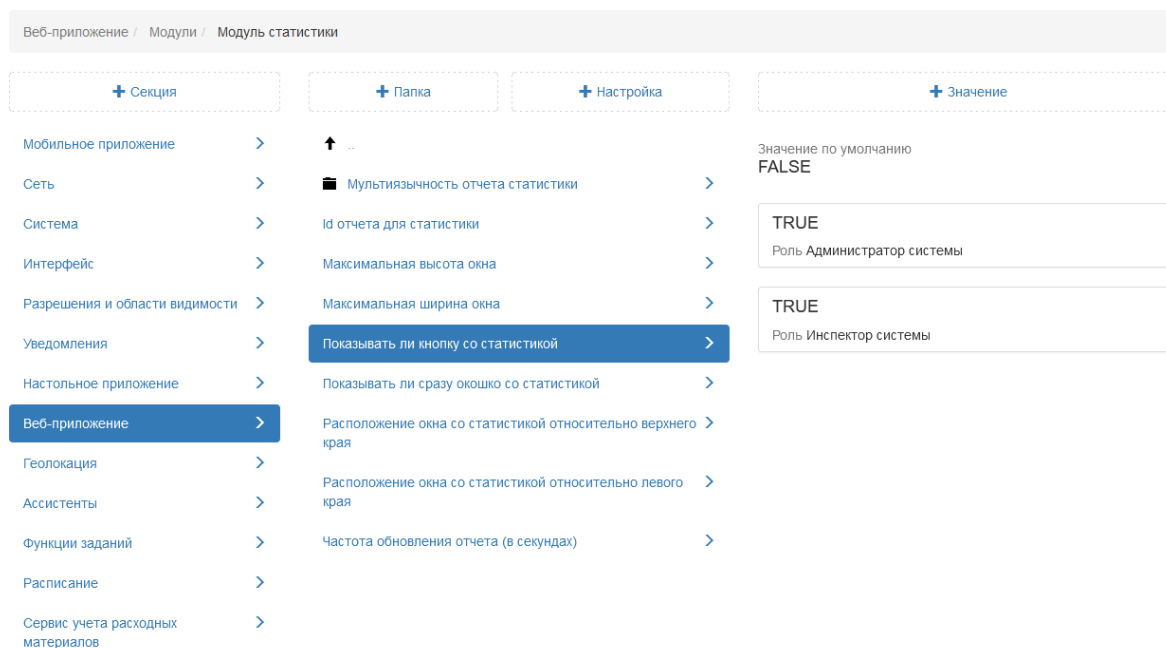 Веб-приложение / Модули / Модуль статистики
+ Секция
Мобильное приложение
Сеть
Система
Интерфейс
Разрешения и области видимости
Уведомления
Настольное приложение
Веб-приложение
Геолокация
Ассистенты
Функции заданий
Расписание
Сервис учета расходных
материалов
+ Папка
+ Настройка
..
Мультиязычность отчета статистики
Id отчета для статистики
Максимальная высота окна
Максимальная ширина окна
Показывать ли кнопку со статистикой
Показывать ли сразу окошко со статистикой
Расположение окна со статистикой относительно верхнего
края
Расположение окна со статистикой относительно левого
края
Частота обновления отчета (в секундах)
+ Значение
Значение по умолчанию
FALSE
TRUE
Роль Администратор системы
TRUE
Роль Инспектор системы